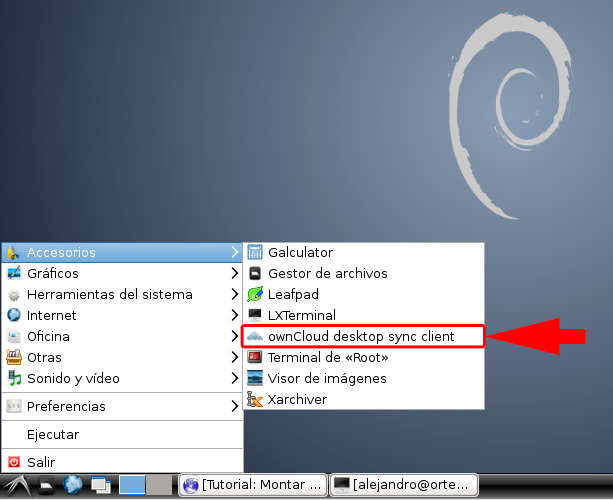 Accesorios
Gráficos
Herramientas del sistema
Internet
Oficina
Otras
Sonido y vídeo
Preferencias
Ejecutar
Salir
Galculator
Gestor de archivos
Leafpad
LXTerminal
ownCloud desktop sync client
Terminal de «Root»
Visor de imágenes
Xarchiver
[Tutorial: Montar ...
[alejandro@orte...